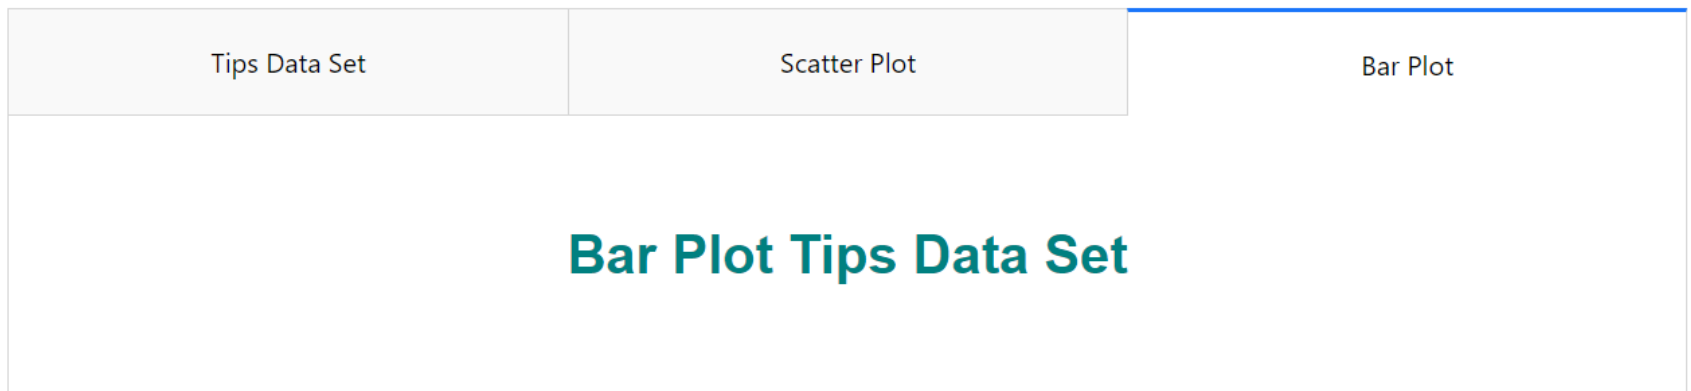 Tips Data Set
Scatter Plot
Bar Plot
Bar Plot Tips Data Set